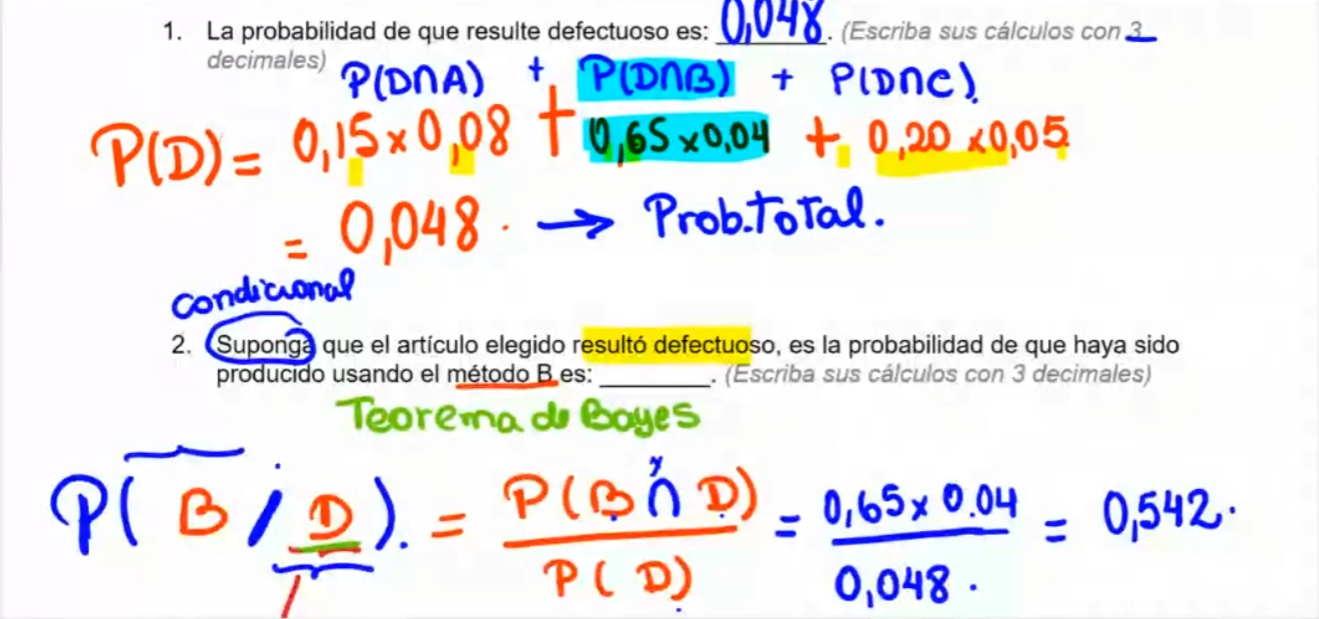 1. La probabilidad de que resulte defectuoso es: 0,048. (Escriba sus cálculos con 3
decimales)
P(D∩A) + P(D∩B) + P(D∩C)
P(D) = 0,15 x 0,08 + 0,65 x 0,04 + 0,20 x 0,05
= 0,048. → Prob.Total.
condicional
2. Suponga que el artículo elegido resultó defectuoso, es la probabilidad de que haya sido
producido usando el método B es: ________. (Escriba sus cálculos con 3 decimales)
Teorema de Bayes
P( B / D ). = P(B ∩ D) / P( D) = 0,65 x 0.04 / 0,048. = 0,542.